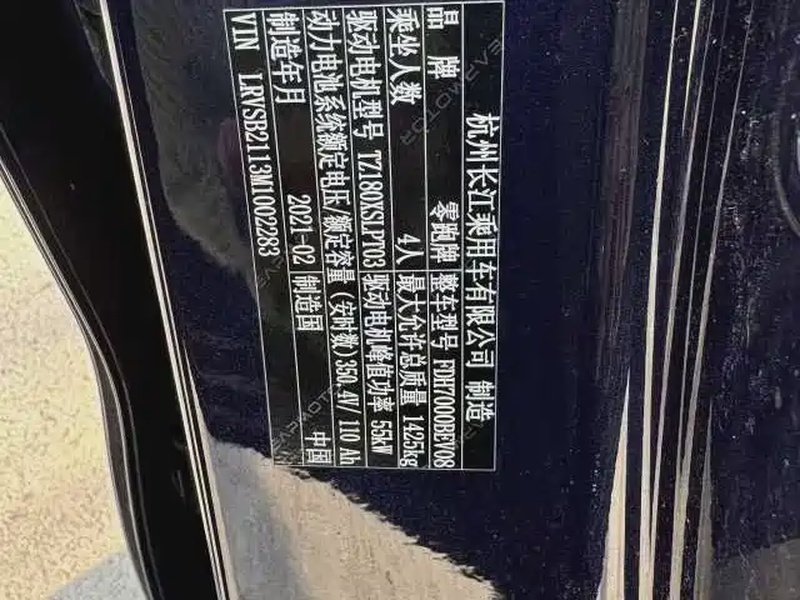 杭州长江乘用车有限公司 制造
品 牌 零跑牌 整车型号 FDH7000BEV08
乘坐人数 4人 最大允许总质量 1425kg
驱动电机型号 TZ180XSLPT03 驱动电机峰值功率 55kW
动力电池系统额定电压/额定容量(安时数) 350.4V/110 Ah
制造年月 2021-02 制造国 中国
VIN LRVSB2113M1002283
LEAPMOTOR
LEAPMOTOR